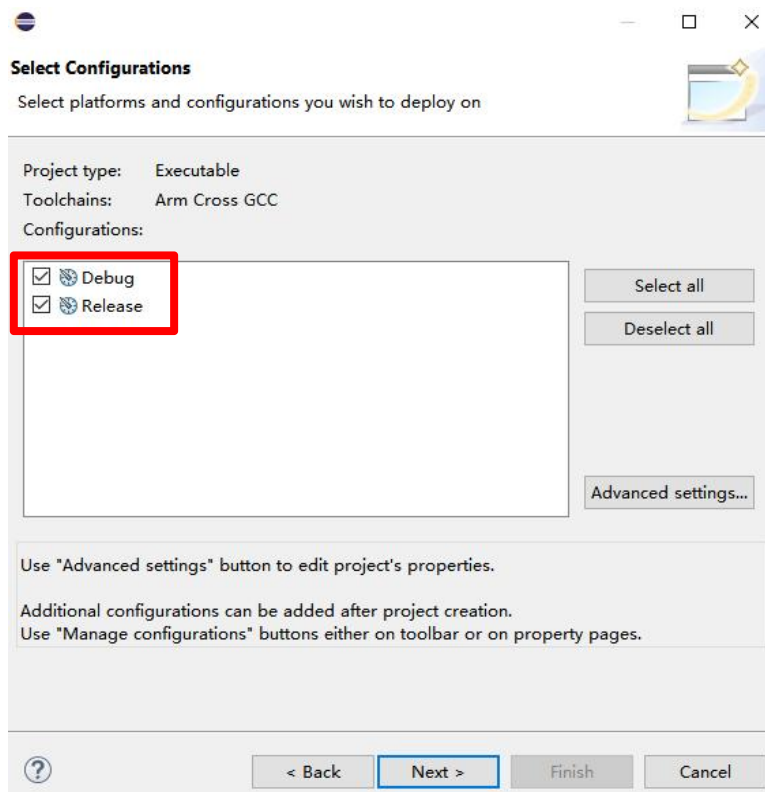 Select Configurations
Select platforms and configurations you wish to deploy on
Project type: Executable
Toolchains: Arm Cross GCC
Configurations:
Debug
Release
Select all
Deselect all
Advanced settings...
Use "Advanced settings" button to edit project's properties.
Additional configurations can be added after project creation.
Use "Manage configurations" buttons either on toolbar or on property pages.
?
< Back
Next >
Finish
Cancel